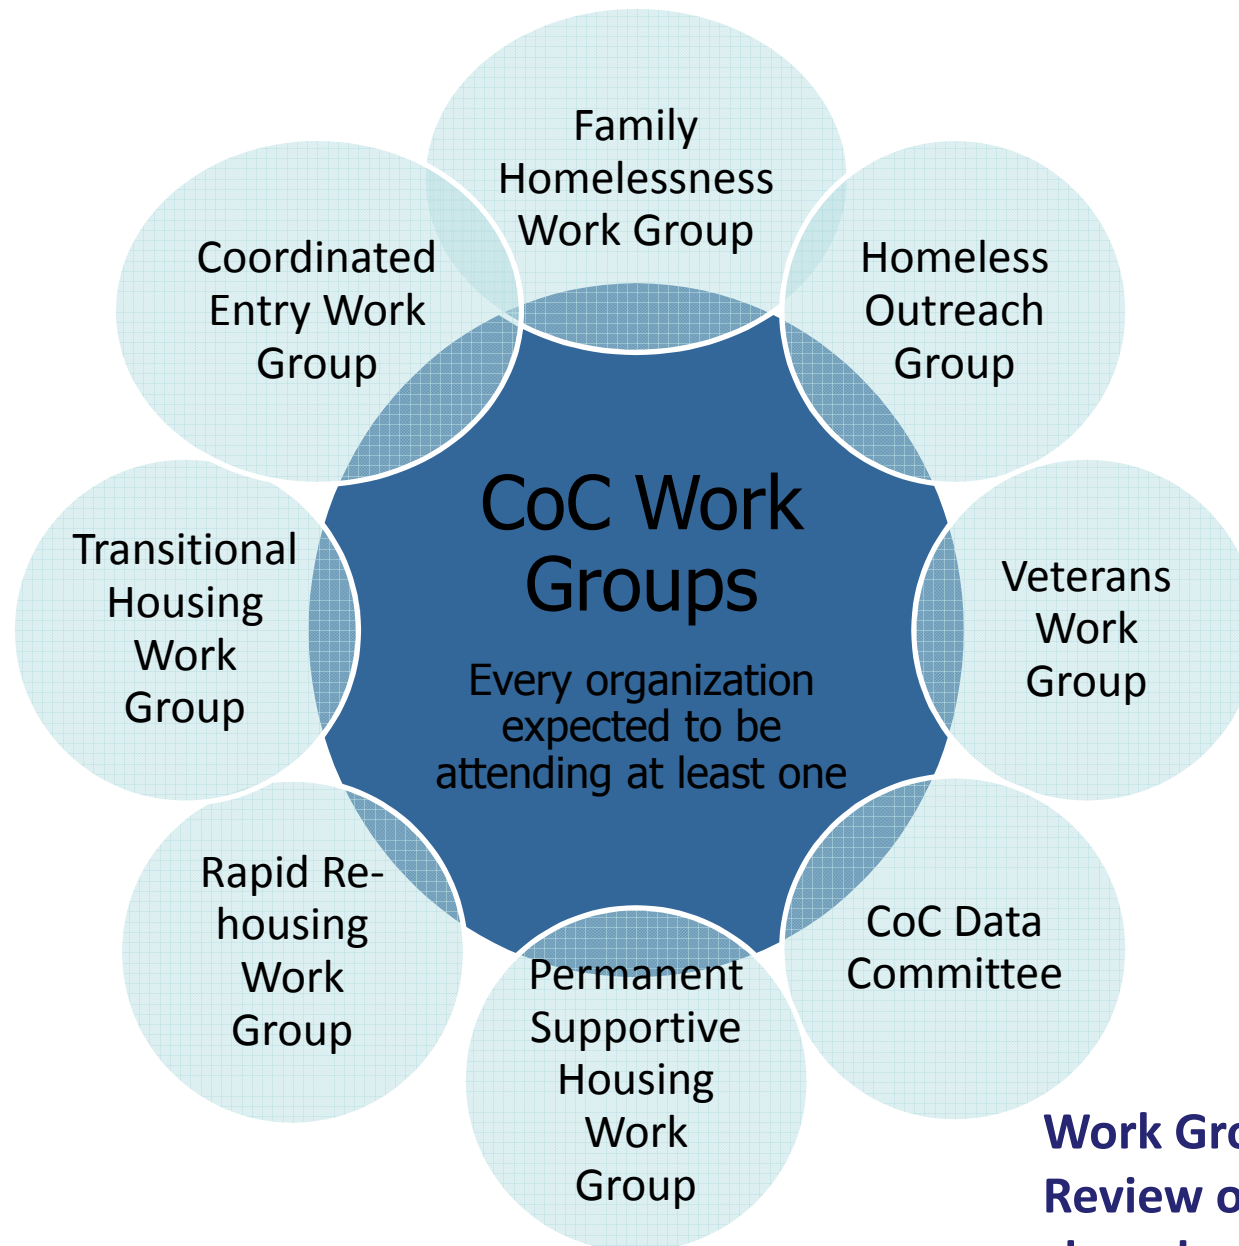 Family
Homelessness
Work Group
Coordinated
Entry Work
Group
Homeless
Outreach
Group
CoC Work
Groups
Every organization
expected to be
attending at least one
Transitional
Housing
Work
Group
Veterans
Work
Group
Rapid Re-
housing
Work
Group
CoC Data
Committee
Permanent
Supportive
Housing
Work
Group
Work
Review